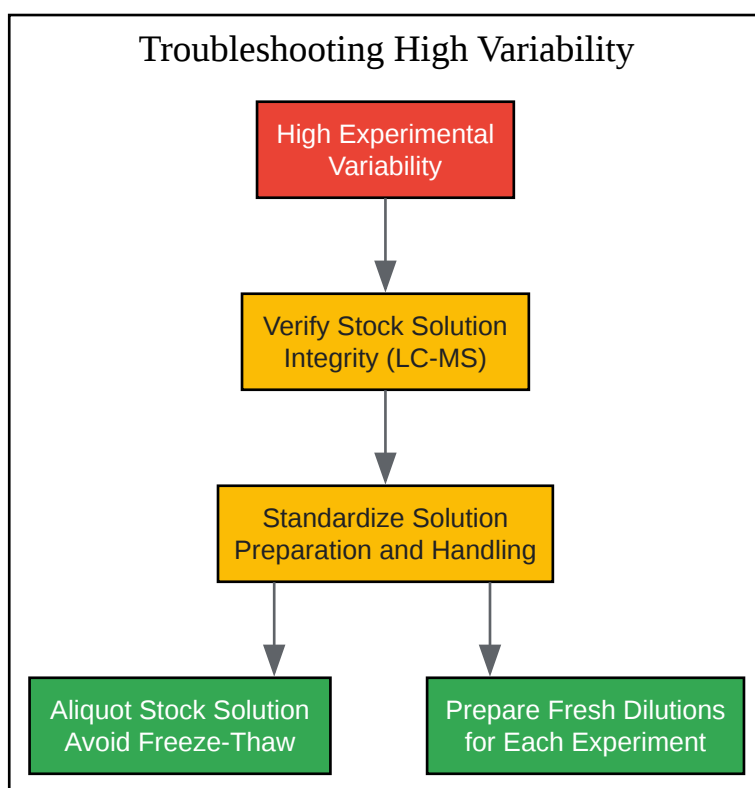 Troubleshooting High Variability
High Experimental
Variability
Verify Stock Solution
Integrity (LC-MS)
Standardize Solution
Preparation and Handling
Aliquot Stock Solution
Avoid Freeze-Thaw
Prepare Fresh Dilutions
for Each Experiment